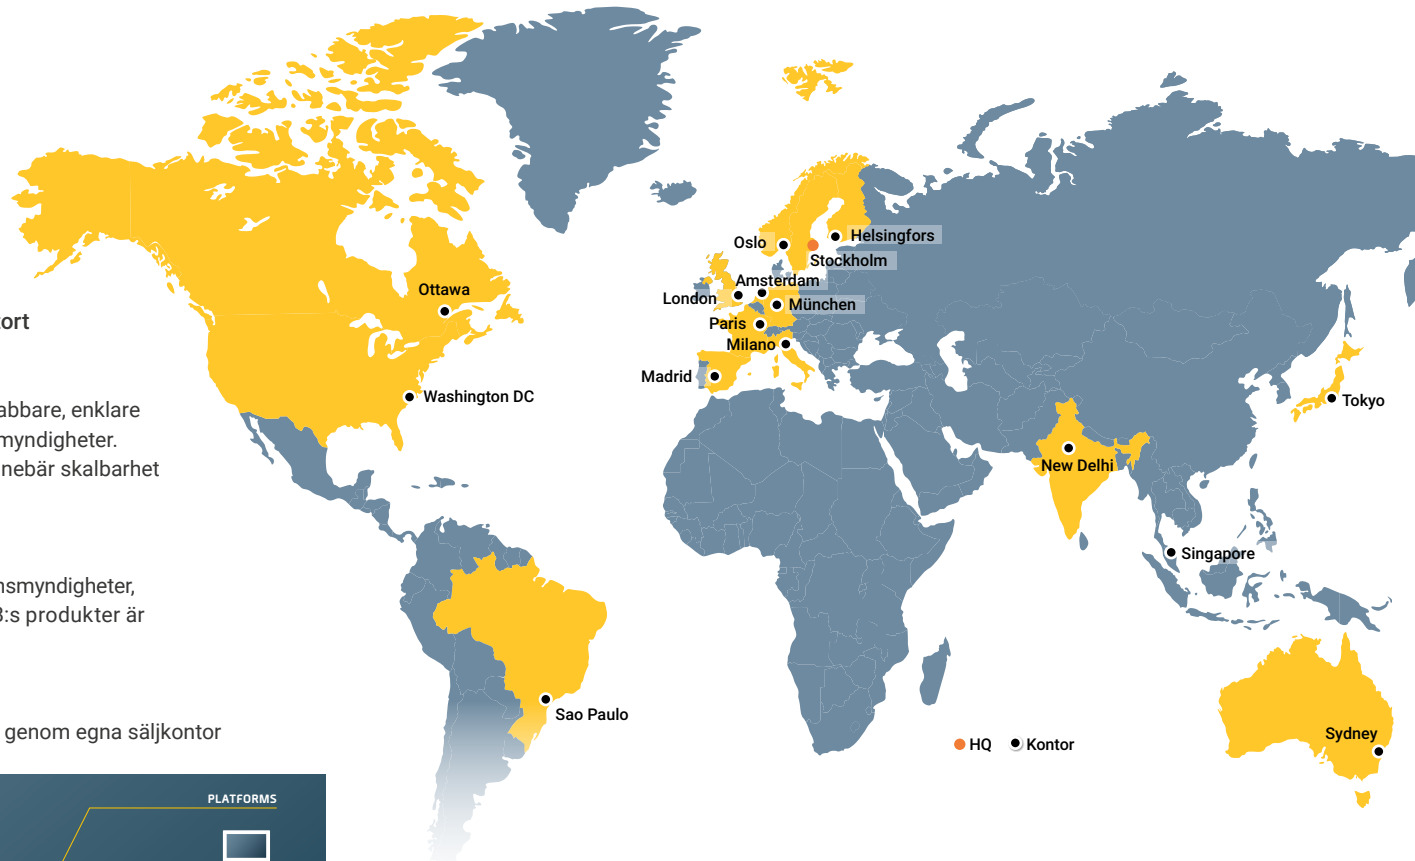 ort
abbare, enklare
myndigheter.
nebär skalbarhet
nsmyndigheter,
3:s produkter är
genom egna säljkontor
PLATFORMS
Ottawa
Washington DC
Sao Paulo
Oslo
Helsingfors
Stockholm
Amsterdam
London
München
Paris
Milano
Madrid
New Delhi
Tokyo
Singapore
Sydney
HQ Kontor